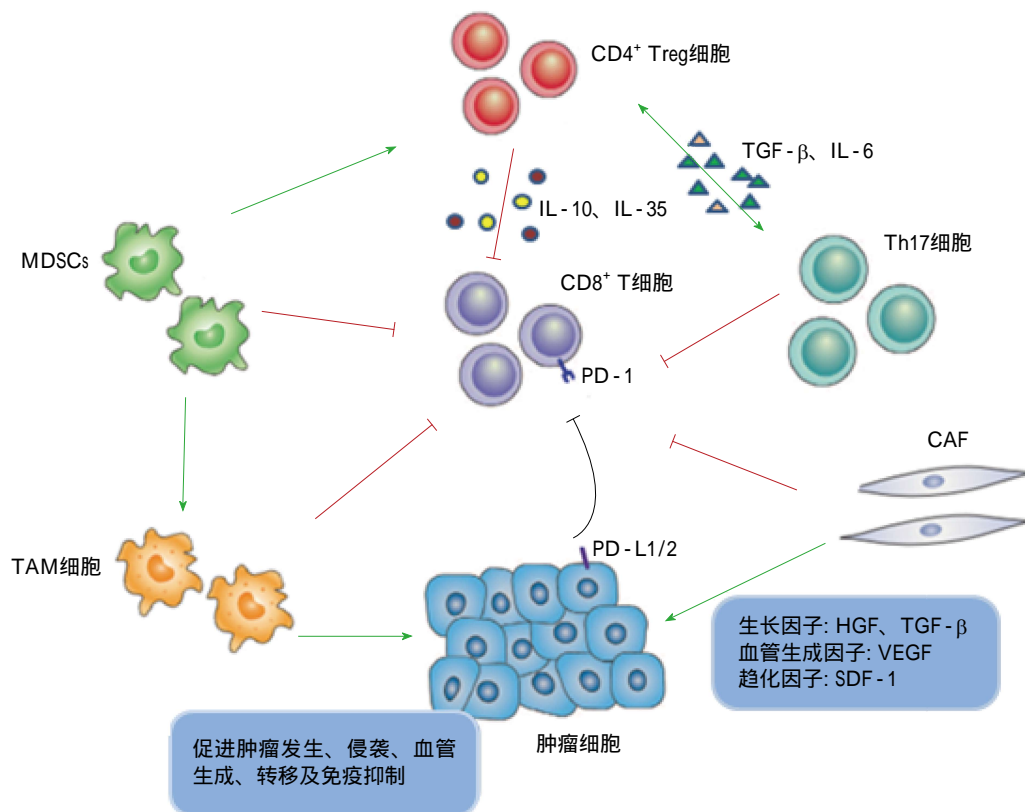 CD4⁺ Treg细胞
TGF-β、IL-6
IL-10、IL-35
Th17细胞
MDSCs
CD8⁺ T细胞
PD-1
CAF
PD-L1/2
TAM细胞
生长因子: HGF、TGF-β
血管生成因子: VEGF
趋化因子: SDF-1
肿瘤细胞
促进肿瘤发生、侵袭、血管
生成、转移及免疫抑制